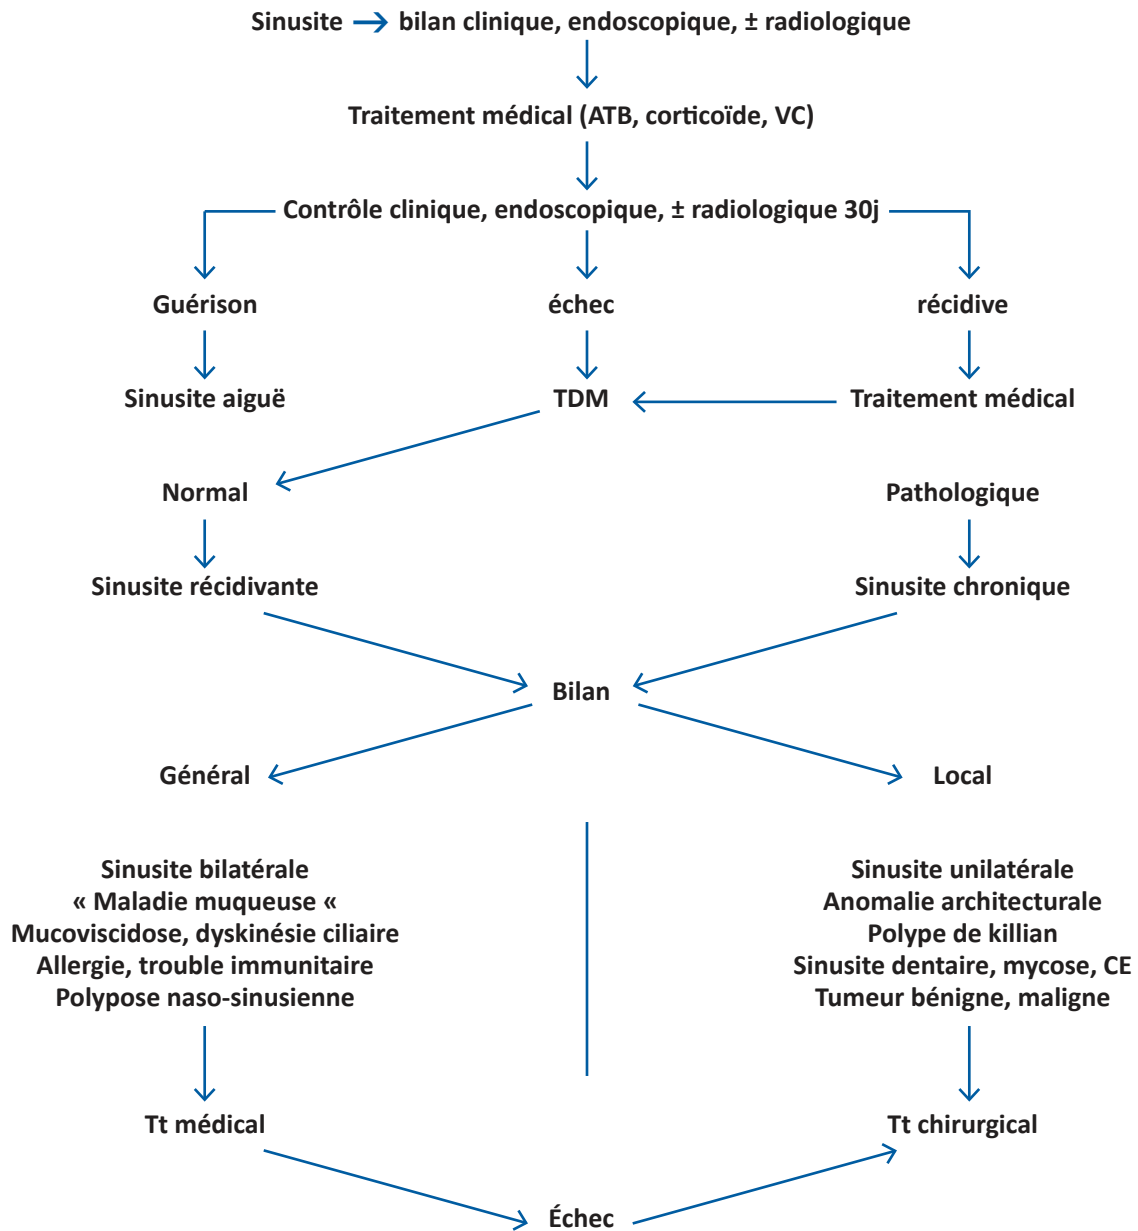 Sinusite → bilan clinique, endoscopique, ± radiologique
Traitement médical (ATB, corticoïde, VC)
Contrôle clinique, endoscopique, ± radiologique 30j
Guérison
échec
récidive
Sinusite aiguë
TDM
Traitement médical
Normal
Pathologique
Sinusite récidivante
Sinusite chronique
Bilan
Général
Local
Sinusite bilatérale
« Maladie muqueuse «
Mucoviscidose, dyskinésie ciliaire
Allergie, trouble immunitaire
Polypose naso-sinusienne
Sinusite unilatérale
Anomalie architecturale
Polype de killian
Sinusite dentaire, mycose, CE
Tumeur bénigne, maligne
Tt médical
Tt chirurgical
Échec